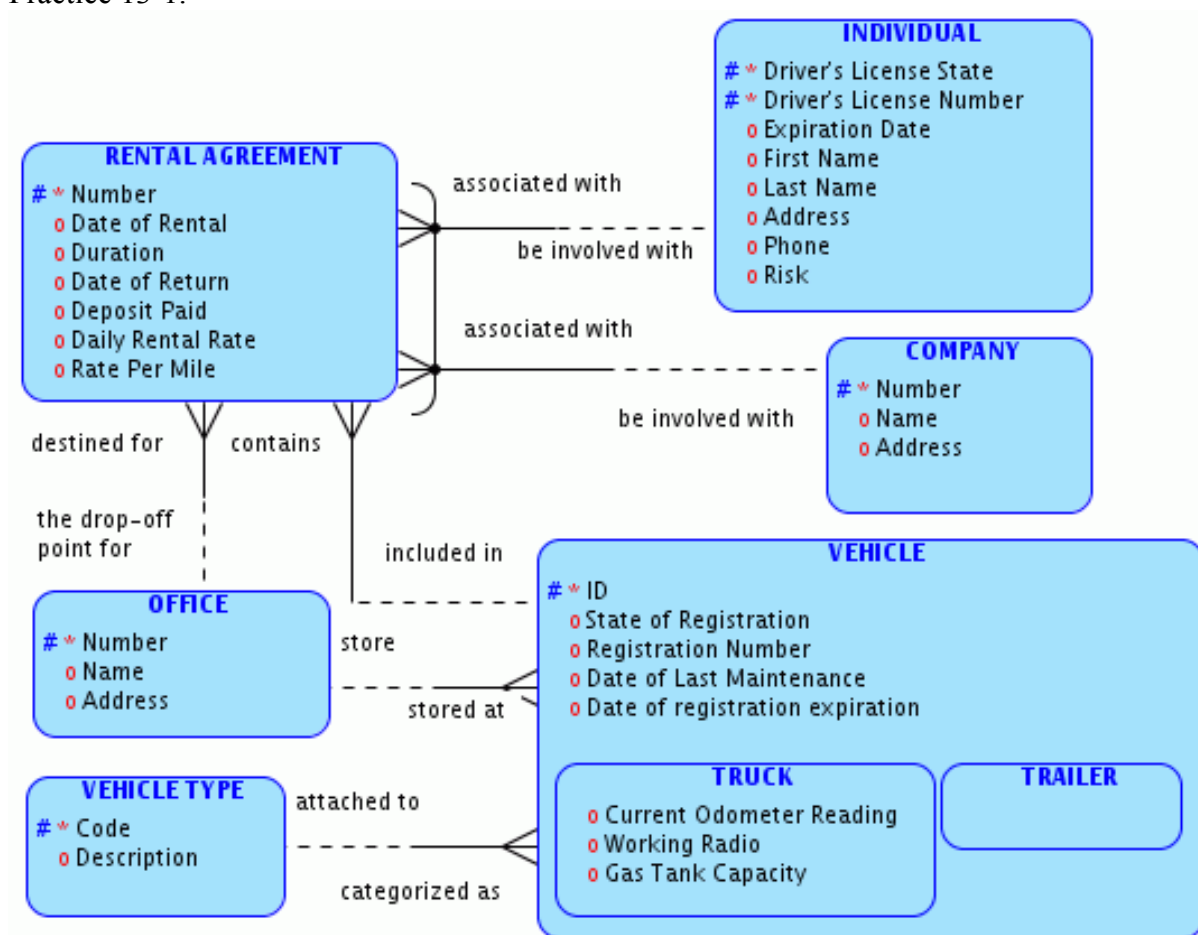 INDIVIDUAL
# * Driver's License State
# * Driver's License Number
o Expiration Date
o First Name
o Last Name
o Address
o Phone
o Risk
RENTAL AGREEMENT
# * Number
o Date of Rental
o Duration
o Date of Return
o Deposit Paid
o Daily Rental Rate
o Rate Per Mile
associated with
be involved with
associated with
be involved with
COMPANY
# * Number
o Name
o Address
destined for
contains
the drop-off
point for
included in
OFFICE
# * Number
o Name
o Address
store
stored at
VEHICLE
# * ID
o State of Registration
o Registration Number
o Date of Last Maintenance
o Date of registration expiration
VEHICLE TYPE
# * Code
o Description
attached to
categorized as
TRUCK
o Current Odometer Reading
o Working Radio
o Gas Tank Capacity
TRAILER